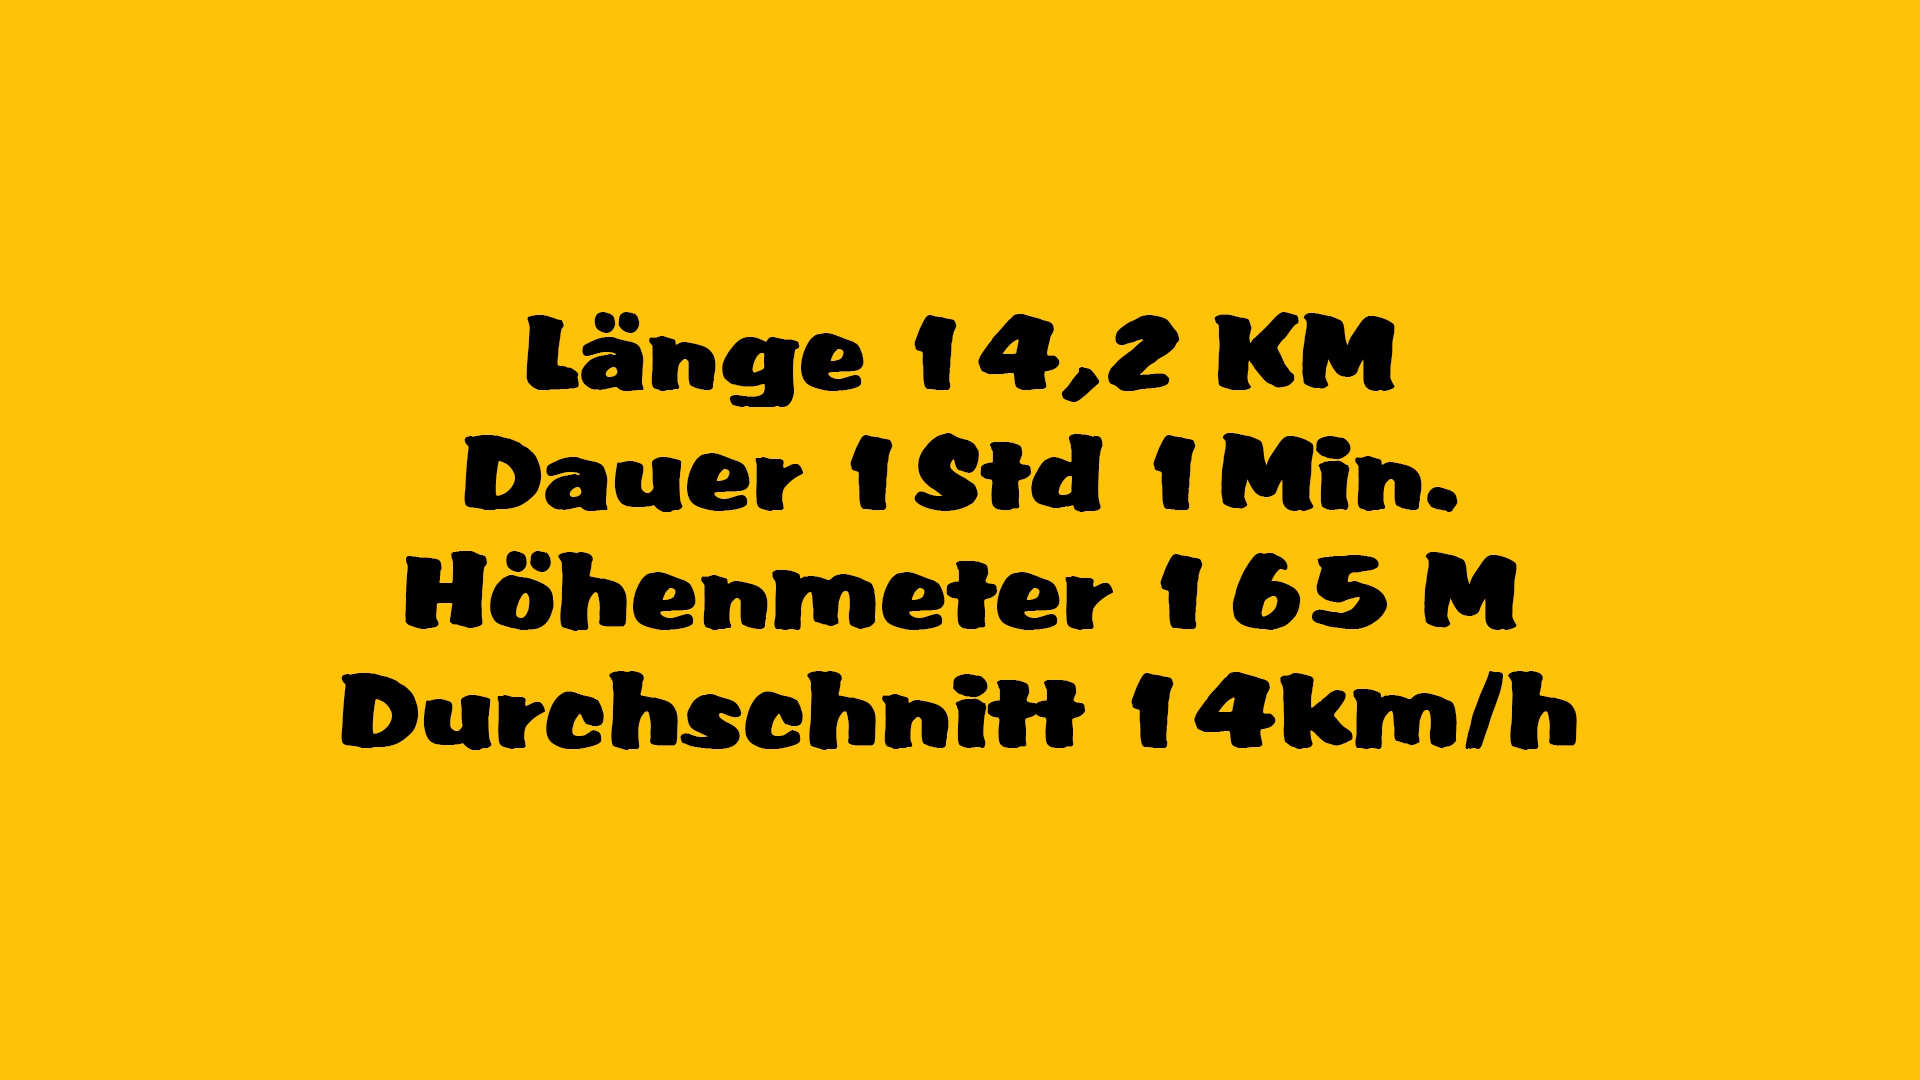 Länge 14,2 KM
Dauer 1Std 1Min.
Höhenmeter 165 M
Durchschnitt 14km/h